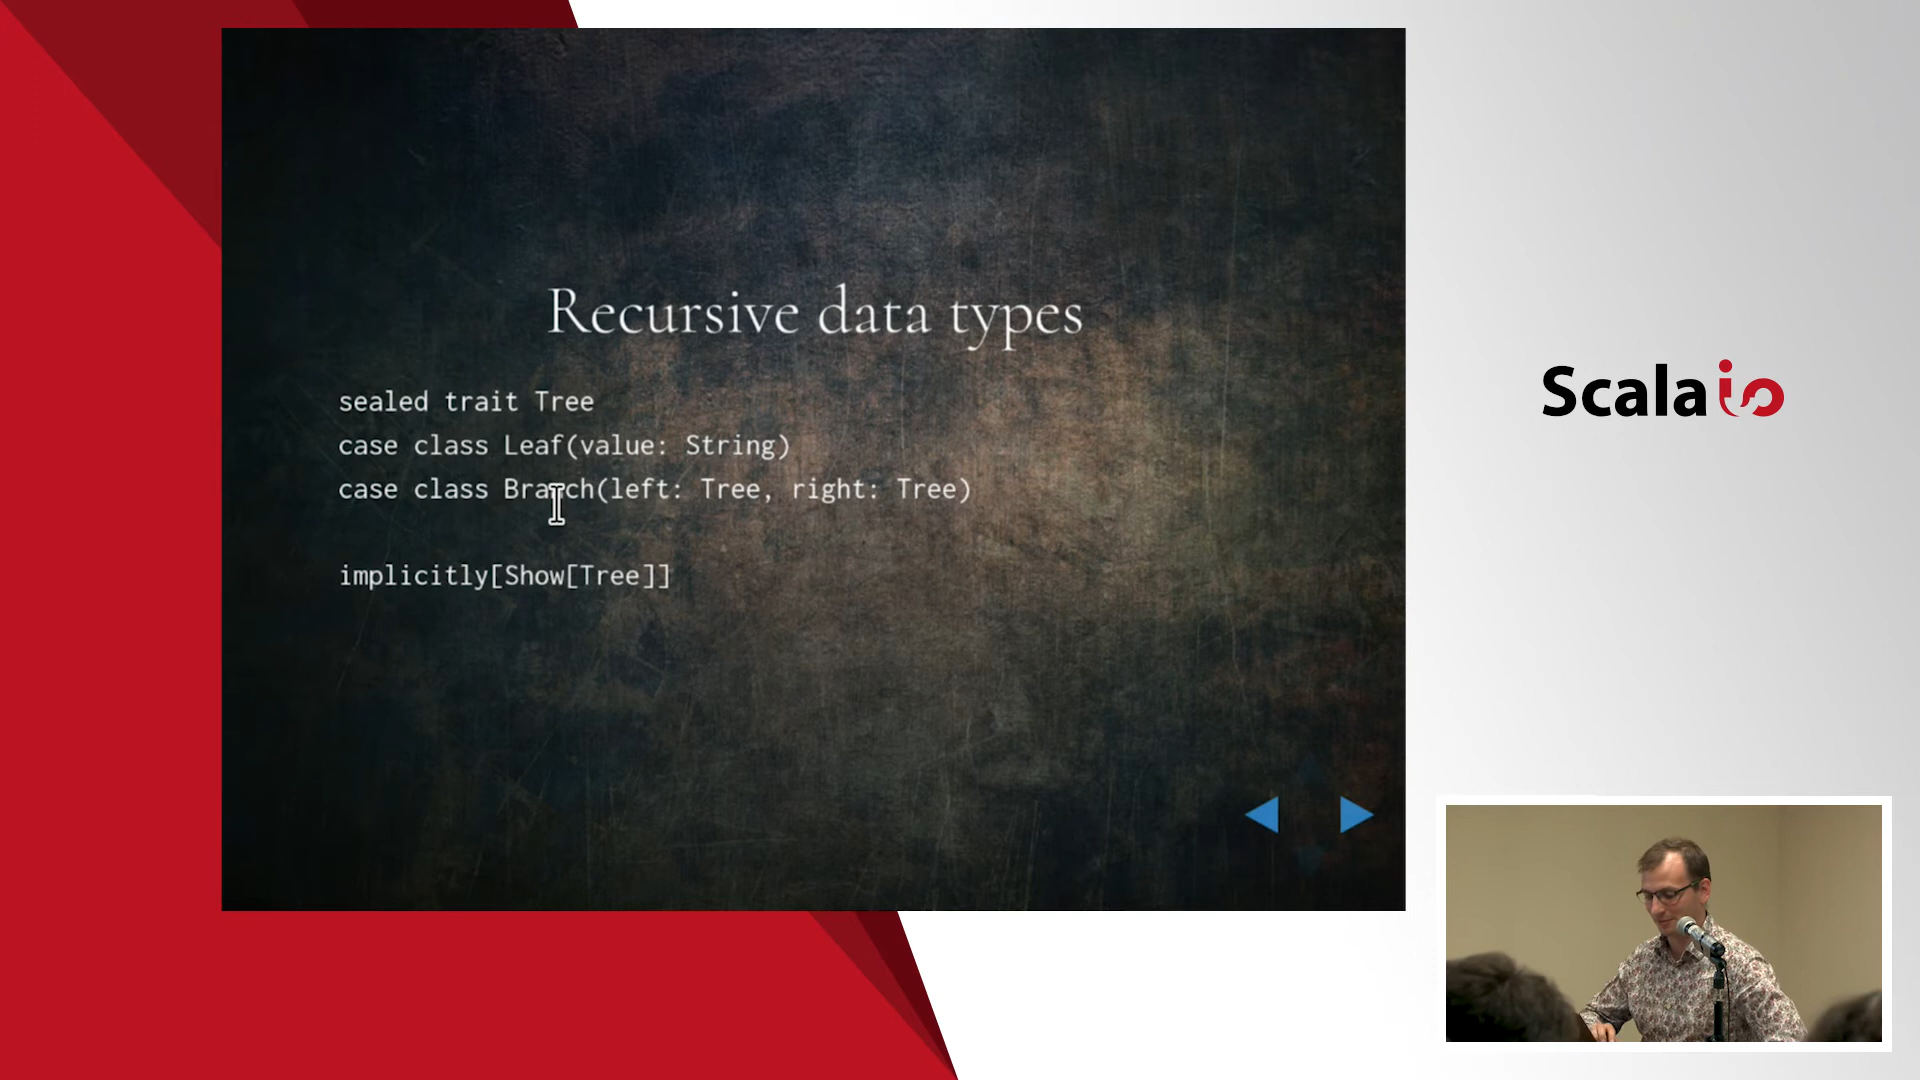 Recursive data types
sealed trait Tree
case class Leaf(value: String)
case class Branch(left: Tree, right: Tree)
implicitly[Show[Tree]]
Scala io